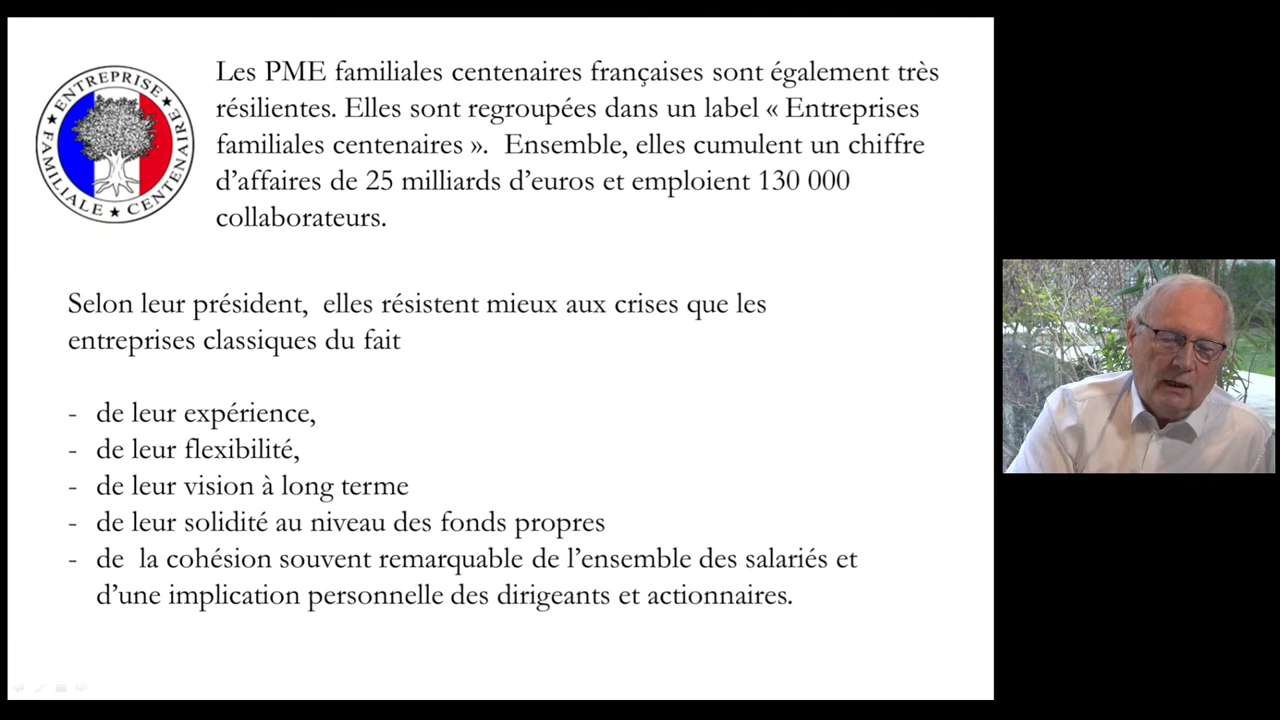 ENTREPRISE
FAMILIALE ★ CENTENAIRE
Les PME familiales centenaires françaises sont également très
résilientes. Elles sont regroupées dans un label « Entreprises
familiales centenaires ».  Ensemble, elles cumulent un chiffre
d’affaires de 25 milliards d’euros et emploient 130 000
collaborateurs.
Selon leur président,  elles résistent mieux aux crises que les
entreprises classiques du fait
- de leur expérience,
- de leur flexibilité,
- de leur vision à long terme
- de leur solidité au niveau des fonds propres
- de  la cohésion souvent remarquable de l’ensemble des salariés et
d’une implication personnelle des dirigeants et actionnaires.